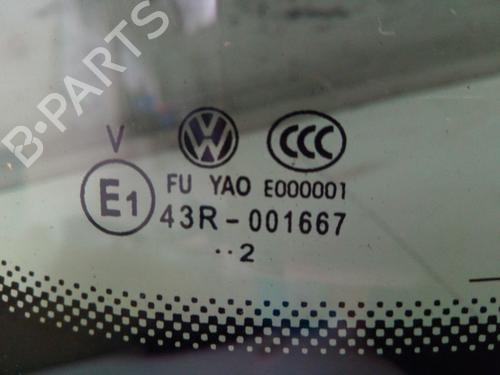 B-PARTS
V
VW CCC
E1
FU YAO E000001
43R-001667
..2